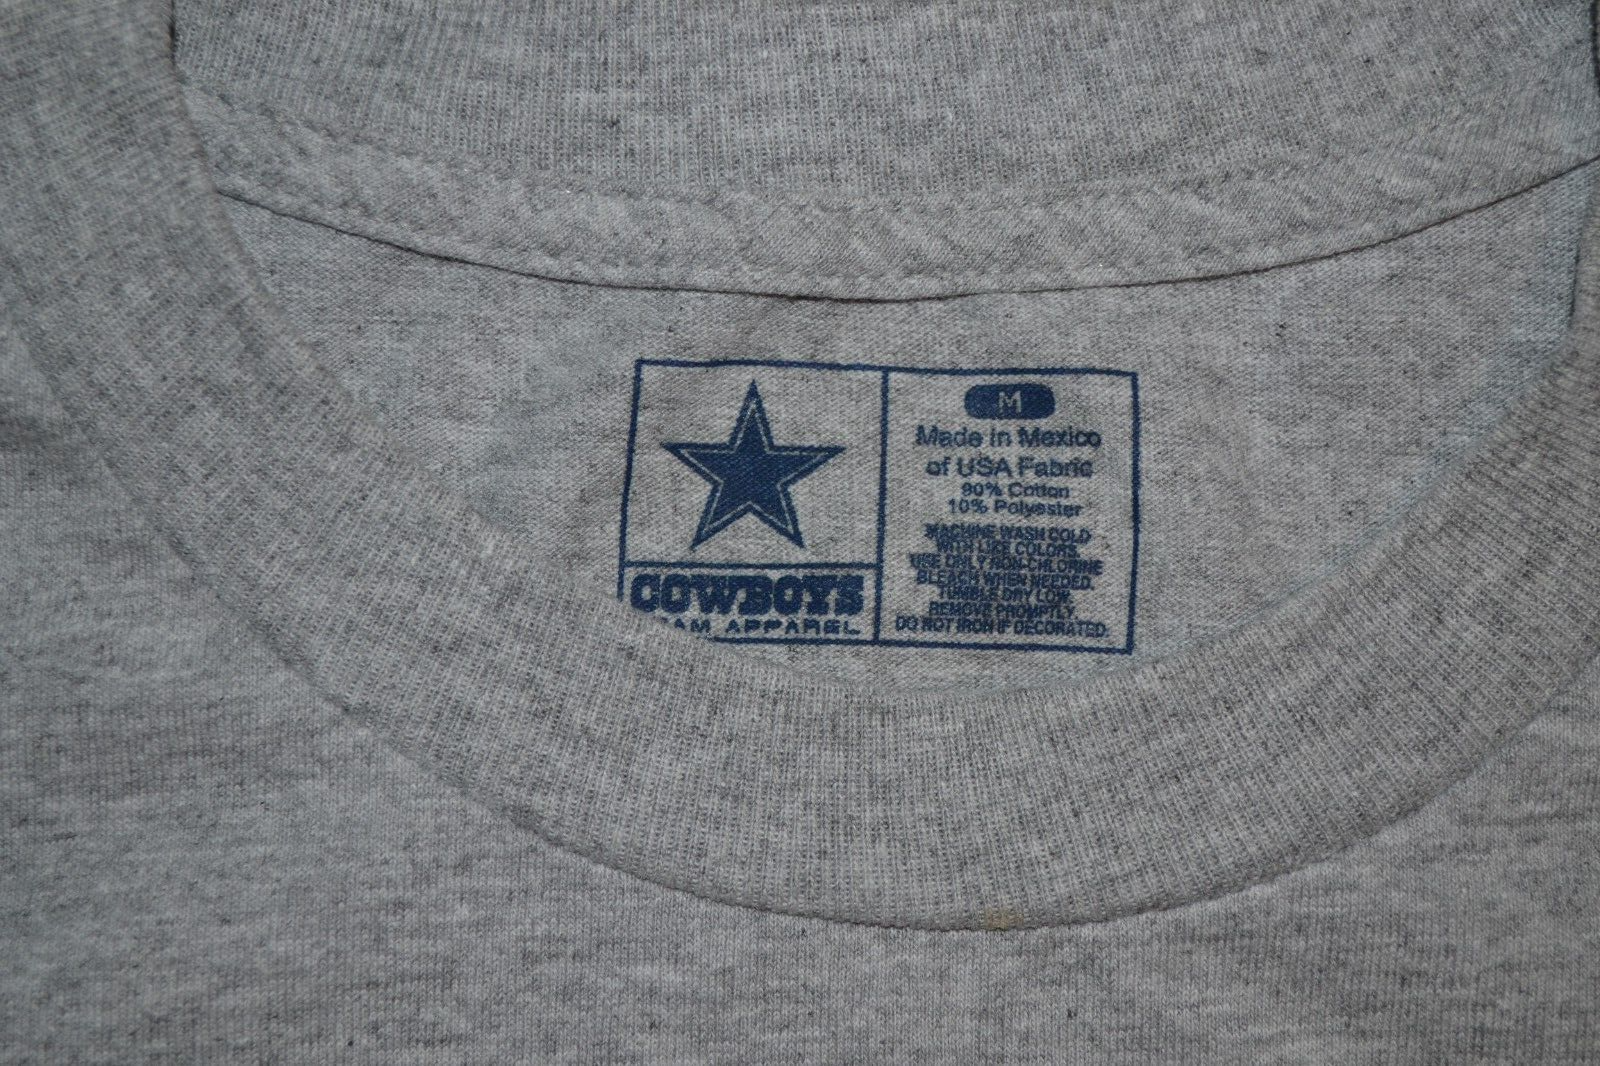 COWBOYS
APPAREL
M
Made in Mexico
of USA Fabric
90% Cotton
10% Polyester
MACHINE WASH COLD
WITH LIKE COLORS.
USE ONLY NON-CHLORINE
BLEACH WHEN NEEDED.
TUMBLE DRY LOW.
REMOVE PROMPTLY.
DO NOT IRON IF DECORATED.